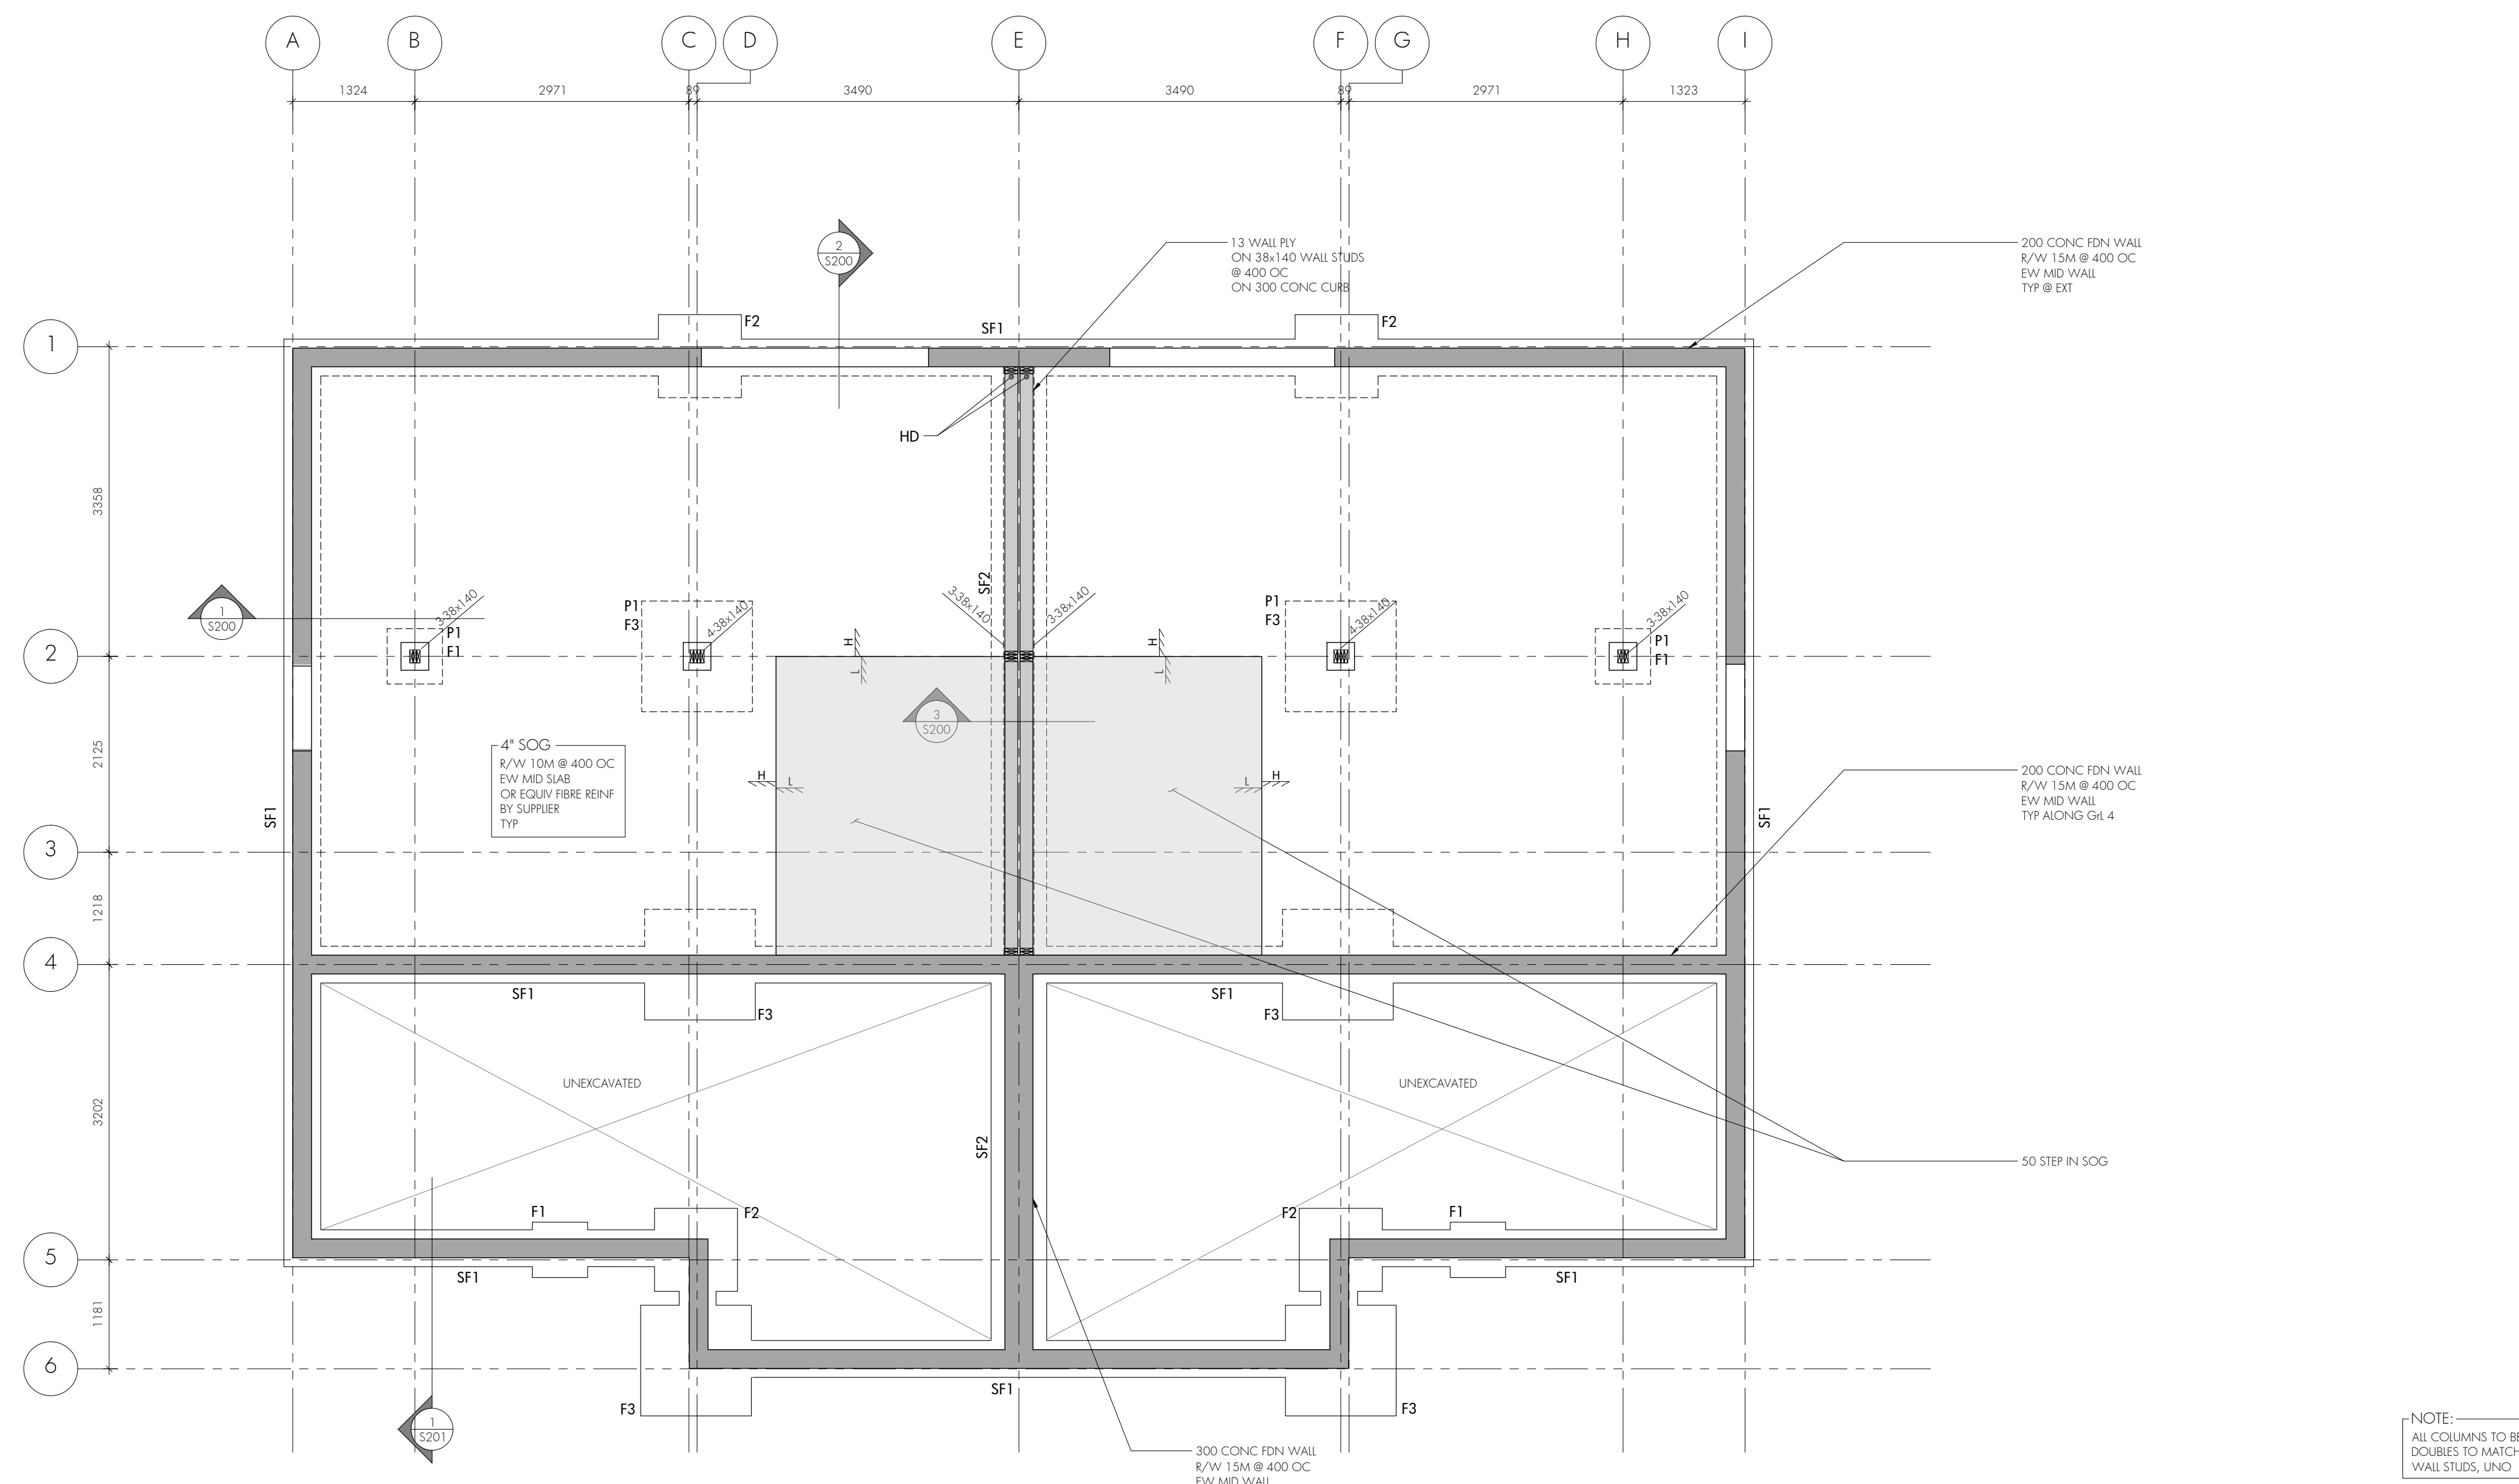 A B C D E F G H I
1324 2971 89 3490 3490 89 2971 1323
2
S200
13 WALL PLY
ON 38x140 WALL STUDS
@ 400 OC
ON 300 CONC CURB
200 CONC FDN WALL
R/W 15M @ 400 OC
EW MID WALL
TYP @ EXT
1
F2
SF1
F2
HD
3358
1
S200
2
3-38x140
P1
F1
P1
F3
4-38x140
SF2
3-38x140
3-38x140
P1
F3
4-38x140
3-38x140
P1
F1
H
L
H
L
3
S200
2125
4" SOG
R/W 10M @ 400 OC
EW MID SLAB
OR EQUIV FIBRE REINF
BY SUPPLIER
TYP
H
L
L
H
SF1
SF1
200 CONC FDN WALL
R/W 15M @ 400 OC
EW MID WALL
TYP ALONG GrL 4
3
1218
4
SF1
F3
SF1
F3
UNEXCAVATED
UNEXCAVATED
3202
SF2
50 STEP IN SOG
F1
F2
F2
F1
5
SF1
SF1
1181
6
SF1
F3
F3
1
S201
300 CONC FDN WALL
R/W 15M @ 400 OC
EW MID WALL
NOTE:
ALL COLUMNS TO BE
DOUBLES TO MATCH
WALL STUDS, UNO